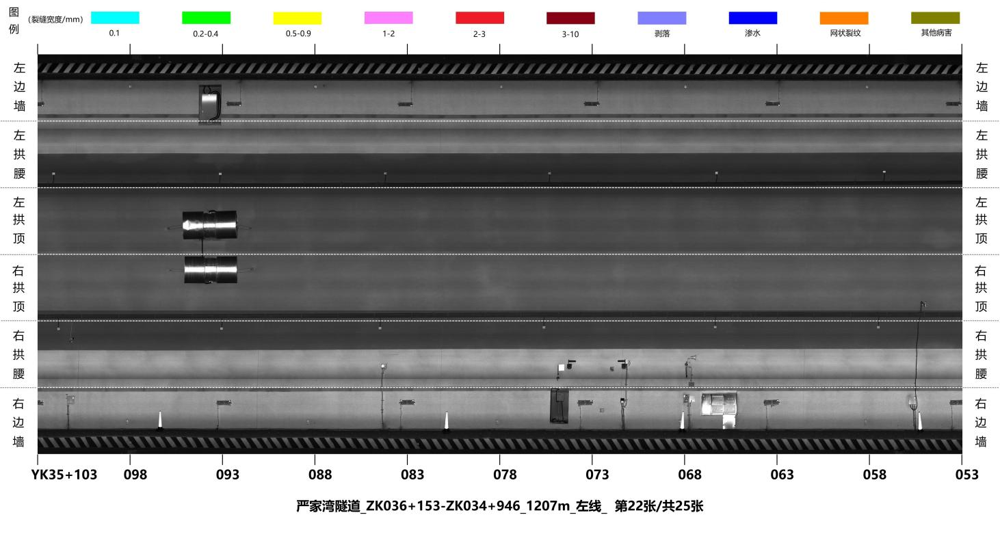 图例
(裂缝宽度/mm)
0.1
0.2-0.4
0.5-0.9
1-2
2-3
3-10
剥落
渗水
网状裂纹
其他病害
左边墙
左边墙
左拱腰
左拱腰
左拱顶
左拱顶
右拱顶
右拱顶
右拱腰
右拱腰
右边墙
右边墙
YK35+103 098 093 088 083 078 073 068 063 058 053
严家湾隧道_ZK036+153-ZK034+946_1207m_左线_ 第22张/共25张